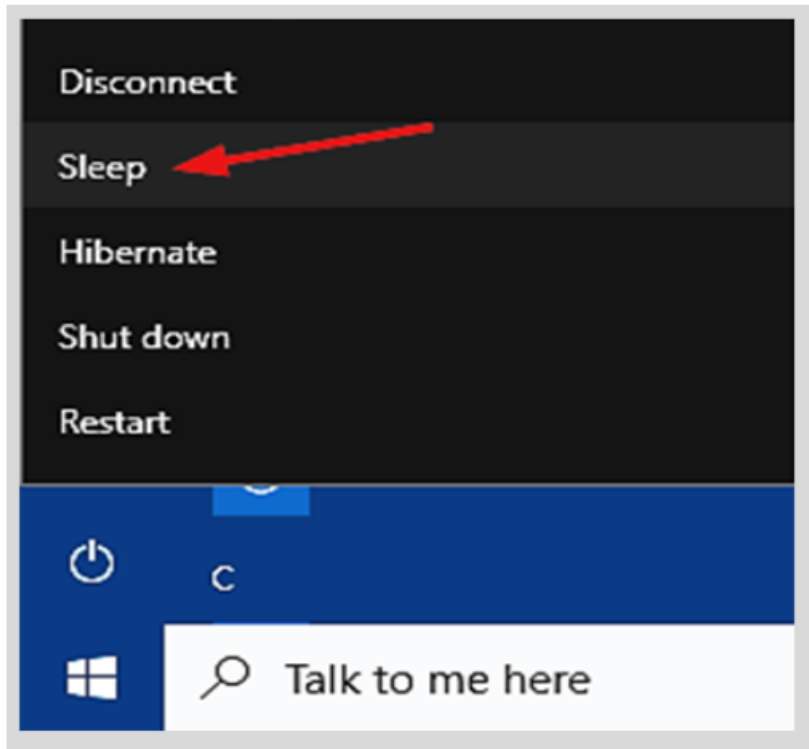 Disconnect
Sleep
Hibernate
Shut down
Restart
C
Talk to me here